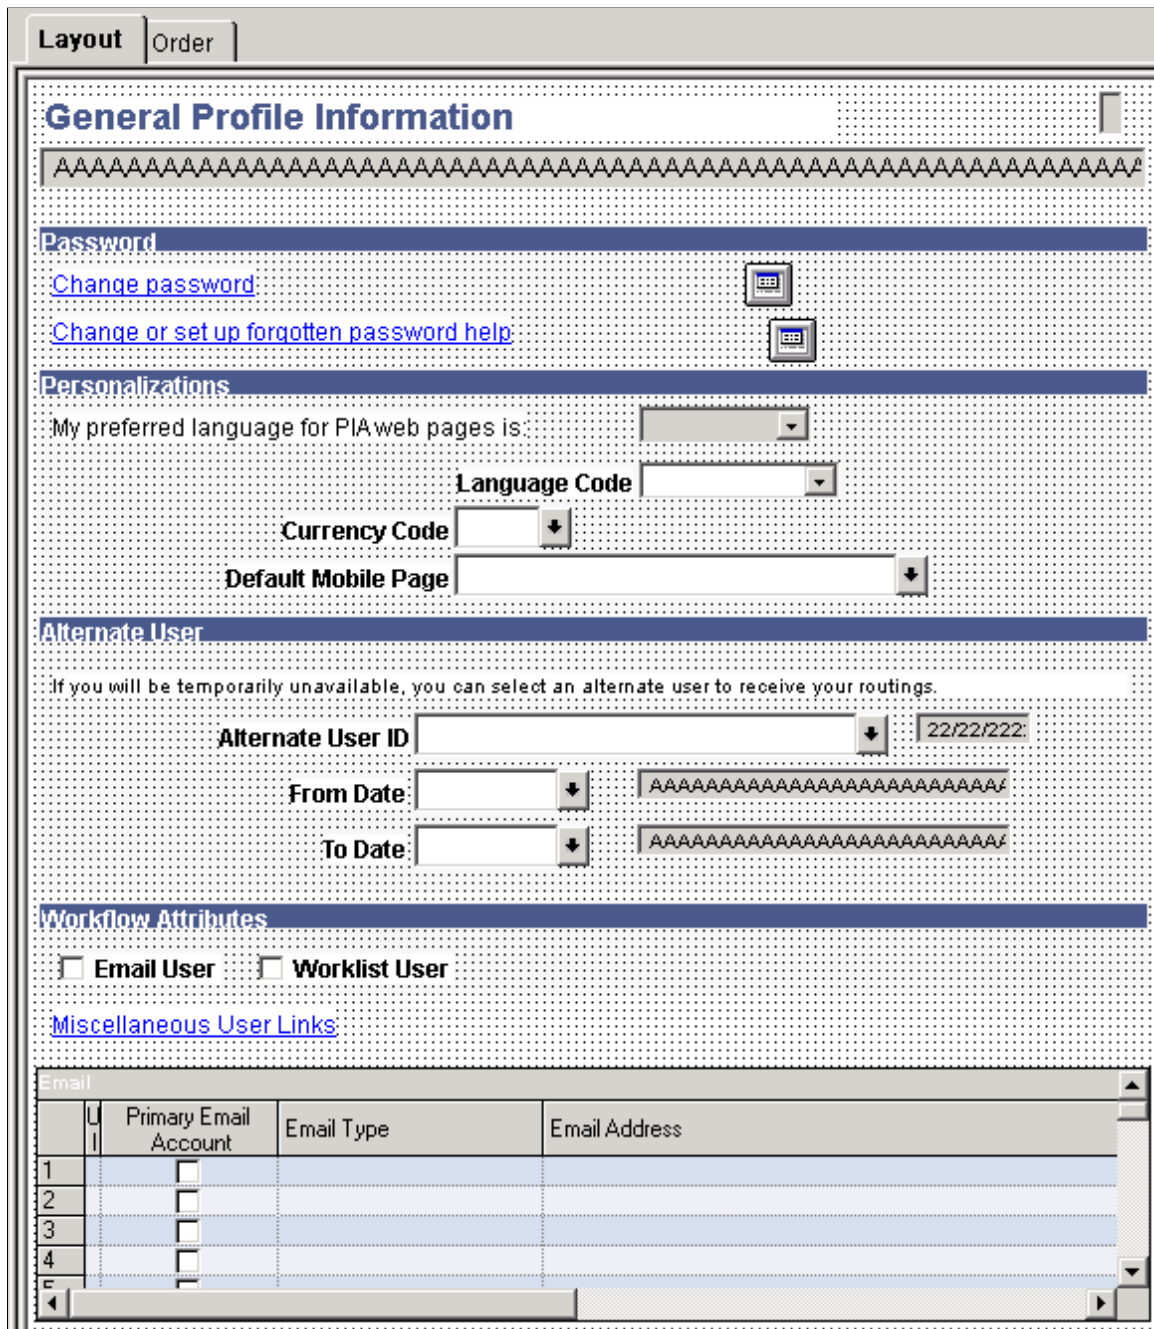 Layout Order
General Profile Information
AAAAAAAAAAAAAAAAAAAAAAAAAAAAAAAAAAAAAAAAAAAAAAAAAAAAAAAAAAAA
Password
Change password
Change or set up forgotten password help
Personalizations
My preferred language for PIA web pages is:
Language Code
Currency Code
Default Mobile Page
Alternate User
If you will be temporarily unavailable, you can select an alternate user to receive your routings.
Alternate User ID 22/22/222
From Date AAAAAAAAAAAAAAAAAAAAAAAAAA
To Date AAAAAAAAAAAAAAAAAAAAAAAAAA
Workflow Attributes
Email User Worklist User
Miscellaneous User Links
Email
U I Primary Email Account Email Type Email Address
1
2
3
4
5